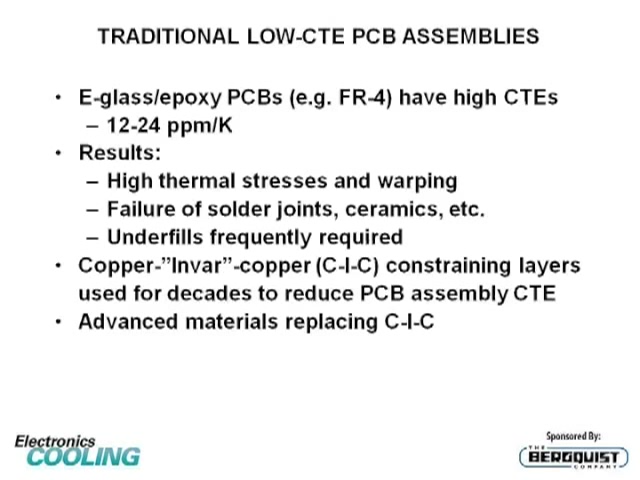 TRADITIONAL LOW-CTE PCB ASSEMBLIES
• E-glass/epoxy PCBs (e.g. FR-4) have high CTEs
– 12-24 ppm/K
• Results:
– High thermal stresses and warping
– Failure of solder joints, ceramics, etc.
– Underfills frequently required
• Copper-”Invar”-copper (C-I-C) constraining layers
used for decades to reduce PCB assembly CTE
• Advanced materials replacing C-I-C
Electronics
COOLING
Sponsored By:
THE
BERGQUIST
COMPANY